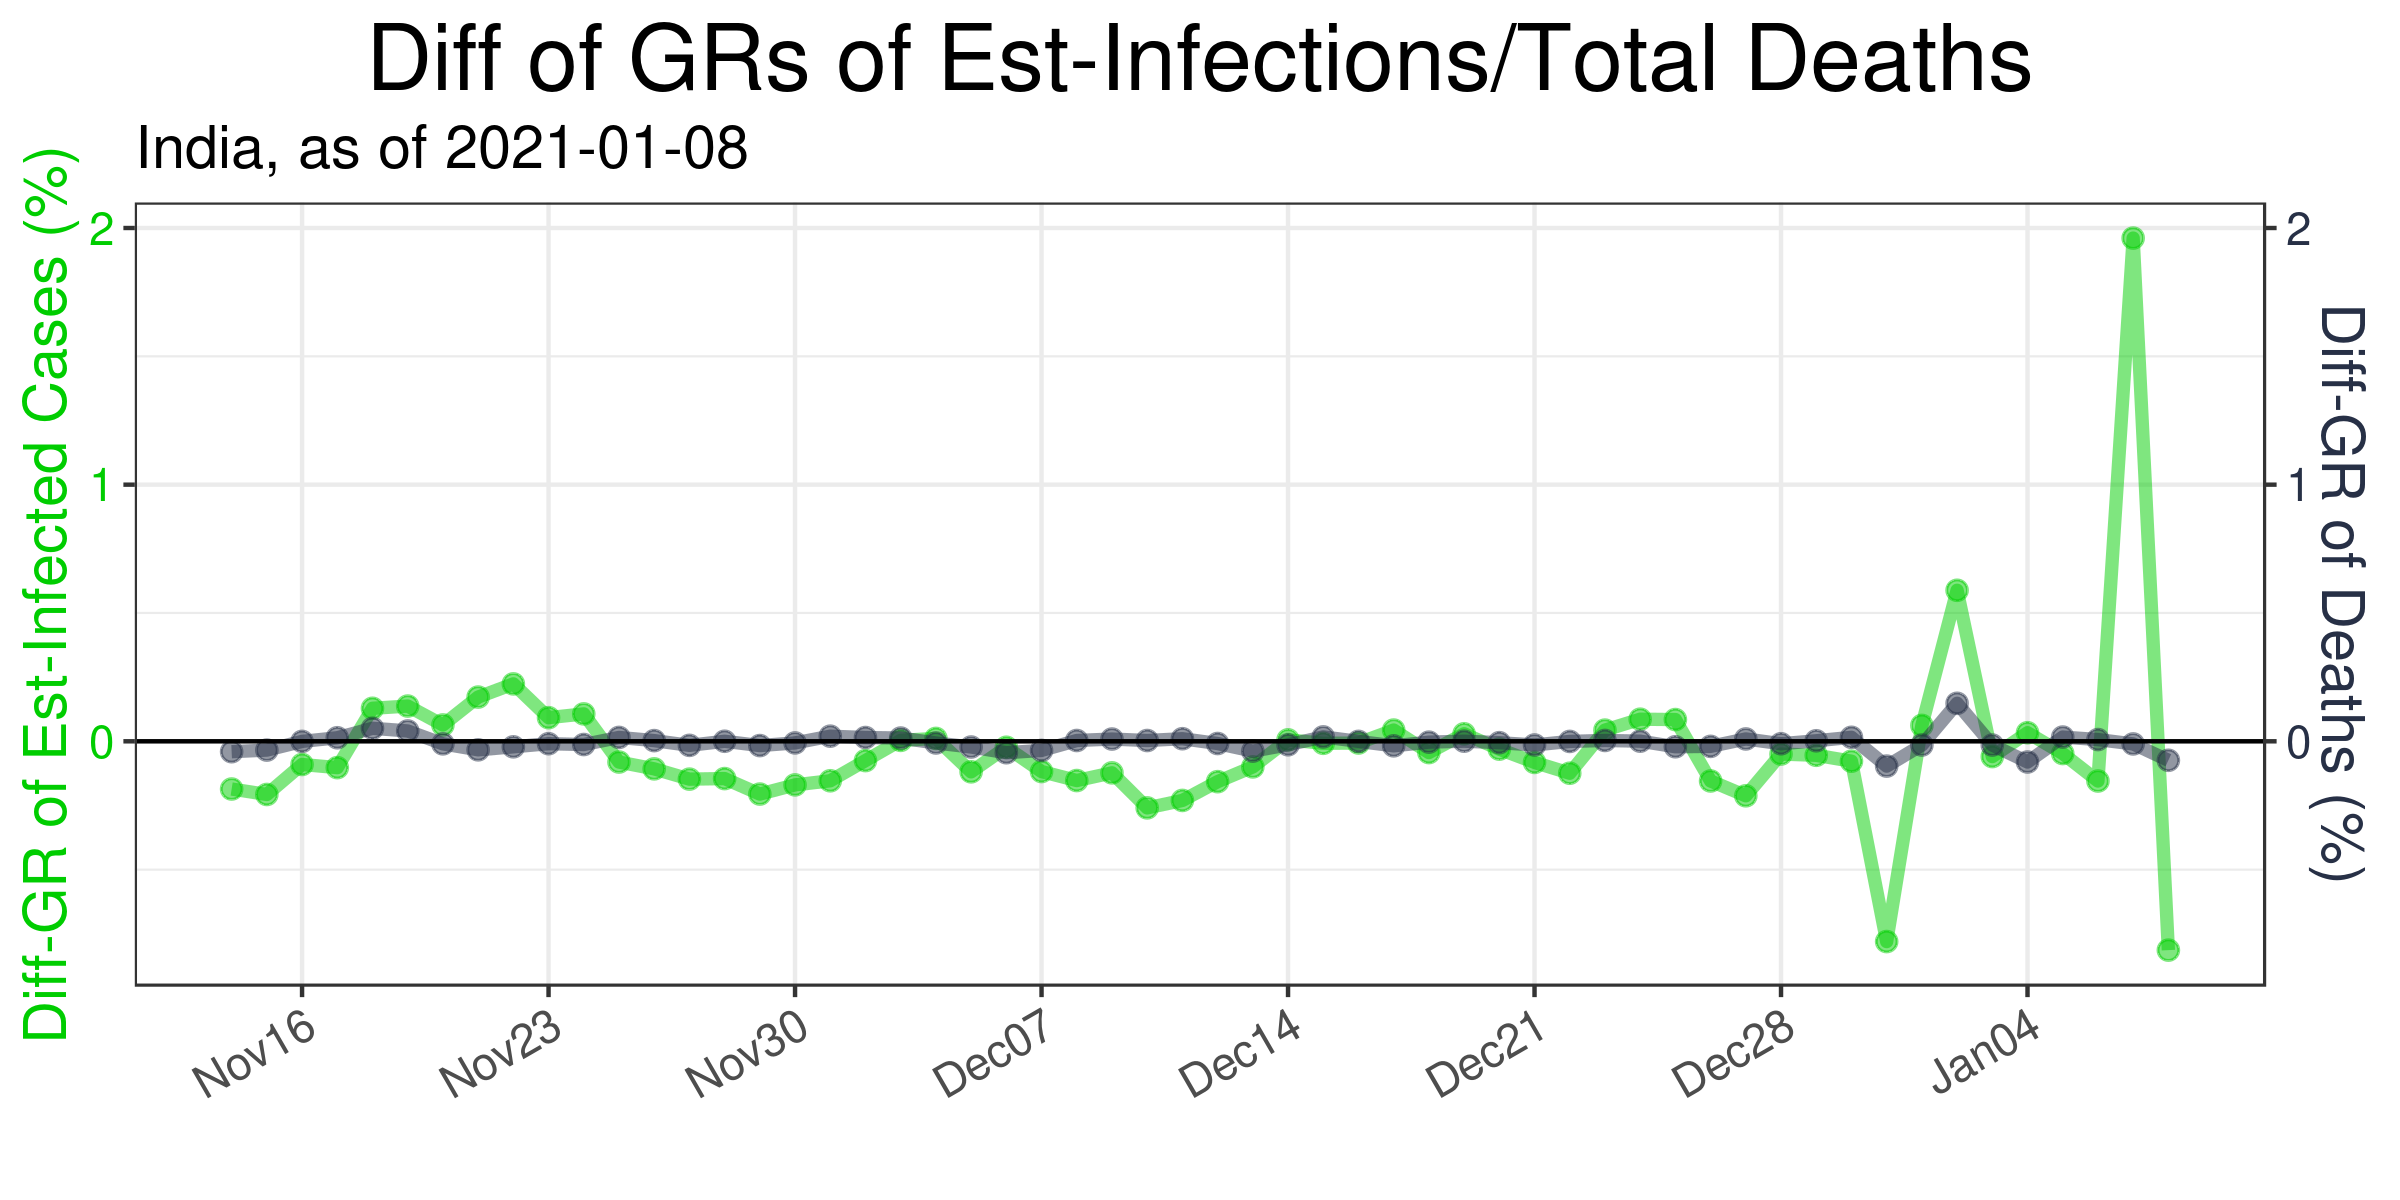 Diff of GRs of Est-Infections/Total Deaths
India, as of 2021-01-08
Diff-GR of Est-Infected Cases (%)
2
1
0
2
1
0
Diff-GR of Deaths (%)
Nov16
Nov23
Nov30
Dec07
Dec14
Dec21
Dec28
Jan04